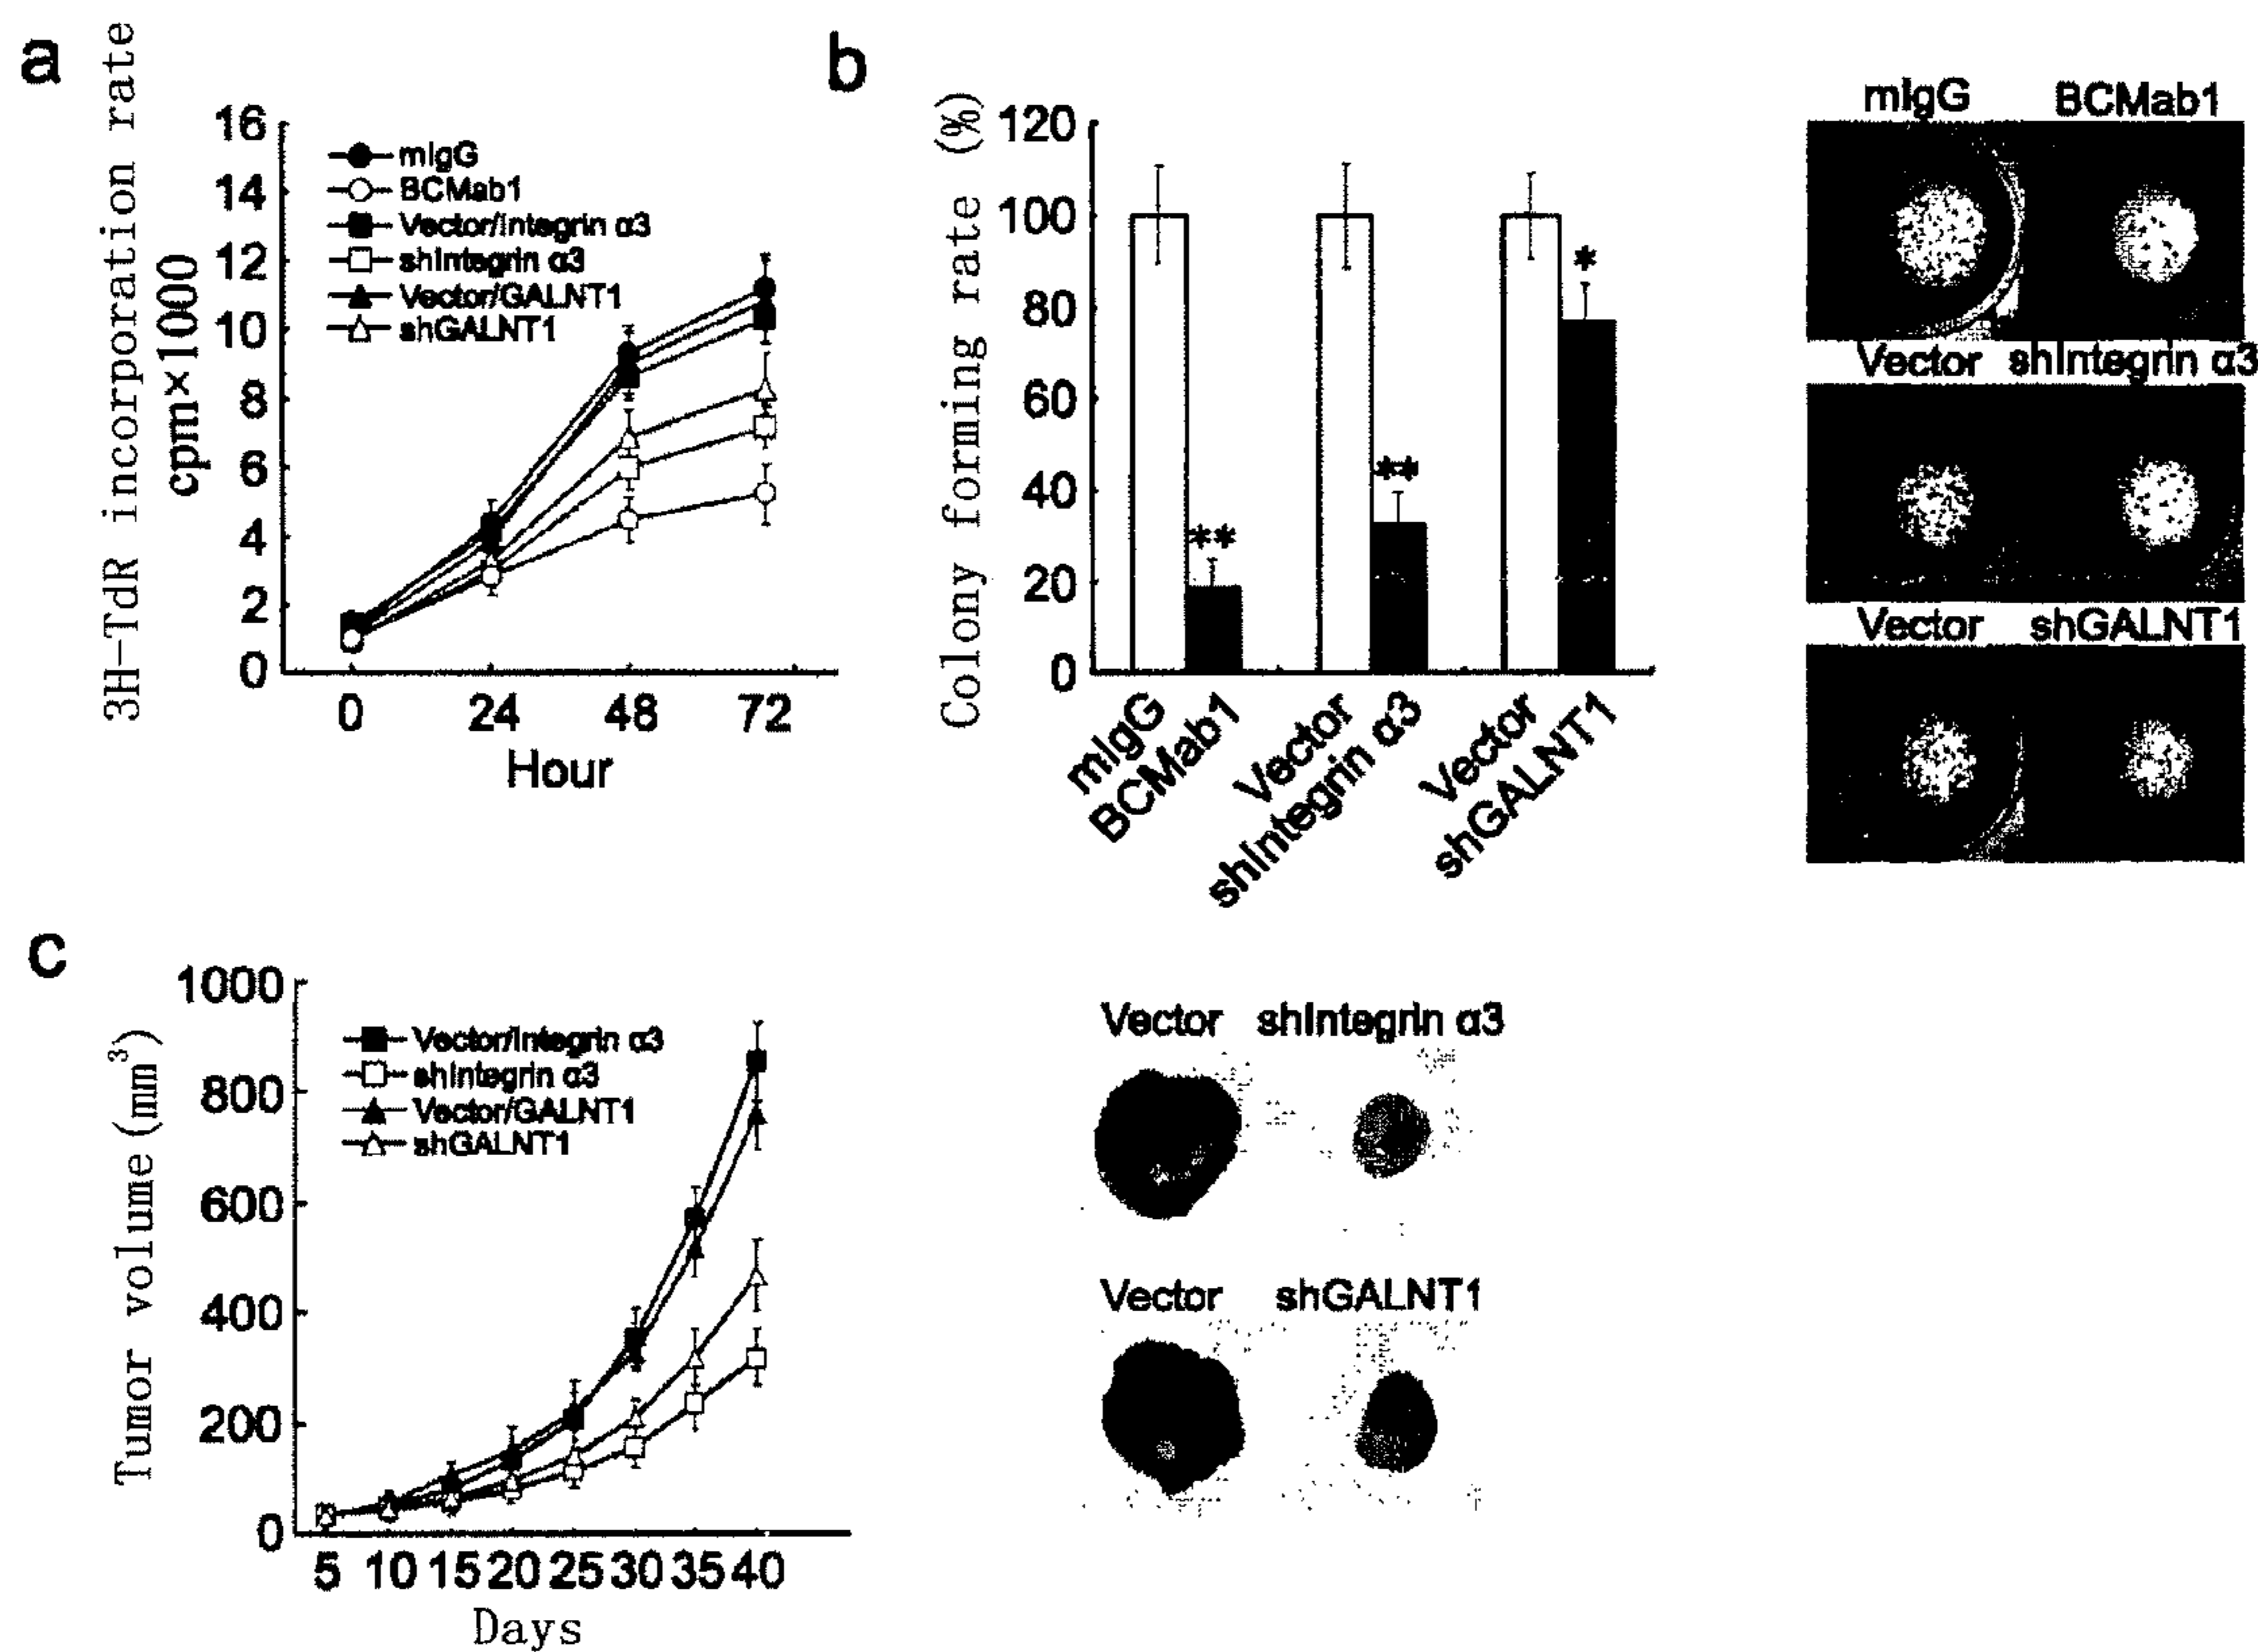 a
3H-TdR incorporation rate
cpm×1000
16
14
12
10
8
6
4
2
0
mIgG
BCMab1
Vector/Integrin α3
shIntegrin α3
Vector/GALNT1
shGALNT1
0 24 48 72
Hour
b
Colony forming rate (%)
120
100
80
60
40
20
0
**
**
*
mIgG
BCMab1
Vector
shIntegrin α3
Vector
shGALNT1
mIgG BCMab1
Vector shIntegrin α3
Vector shGALNT1
c
Tumor volume(mm³)
1000
800
600
400
200
0
Vector/Integrin α3
shIntegrin α3
Vector/GALNT1
shGALNT1
5 10 15 20 25 30 35 40
Days
Vector shIntegrin α3
Vector shGALNT1